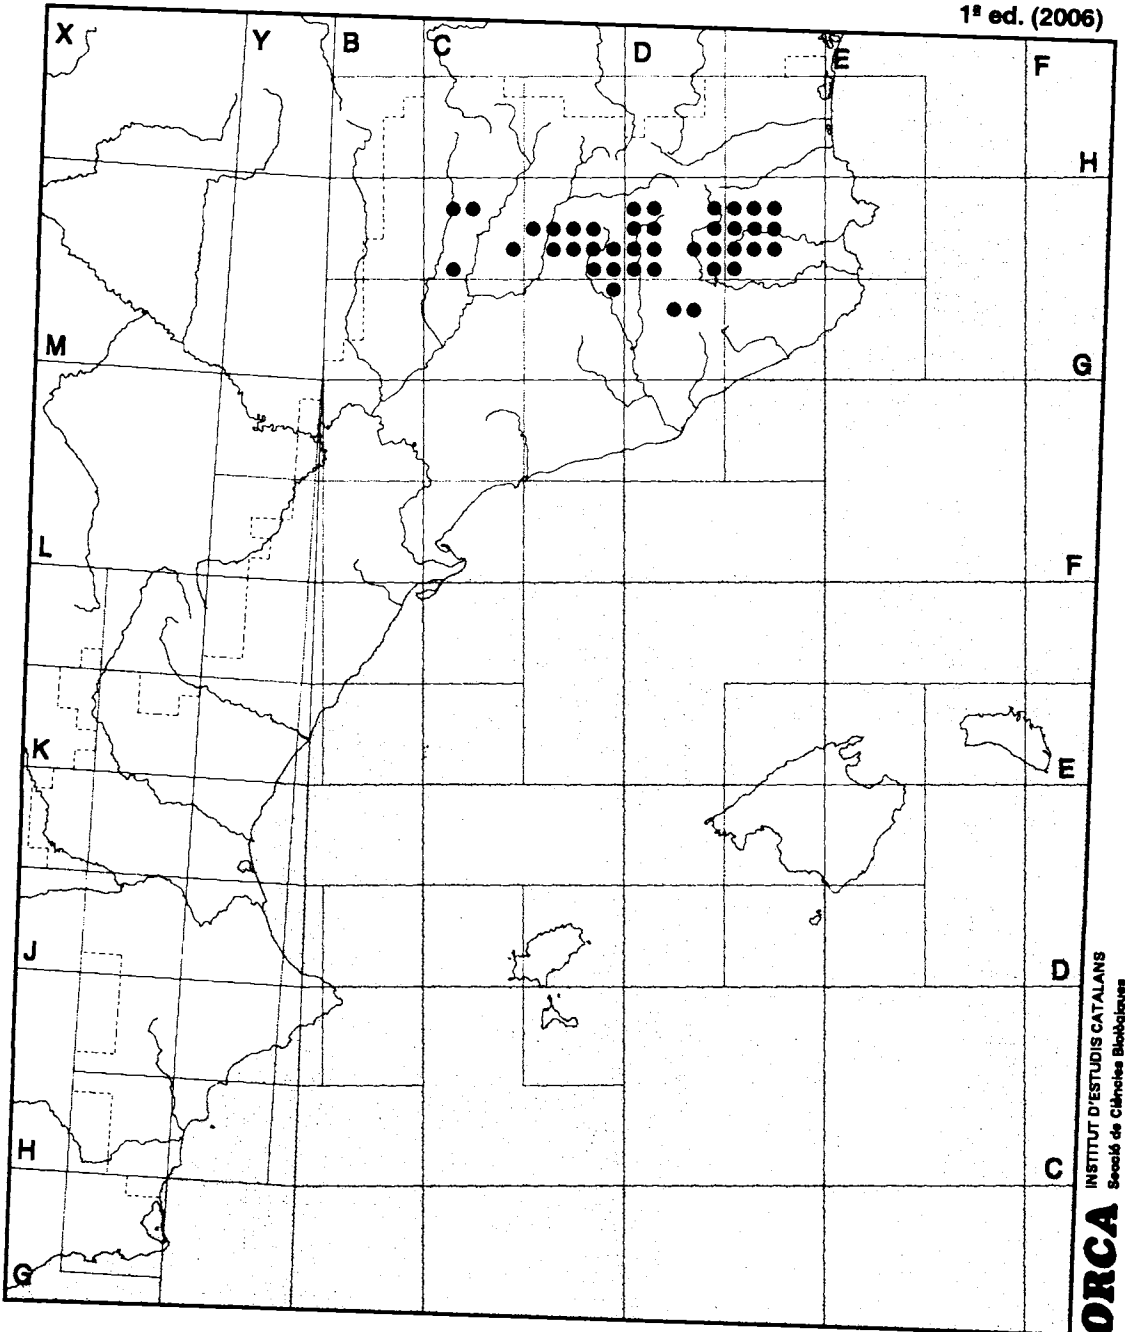 1ª ed. (2006)
X
Y
B
C
D
E
F
H
M
G
L
F
K
E
J
D
H
C
G
INSTITUT D'ESTUDIS CATALANS
Secció de Ciències Biològiques
ORCA